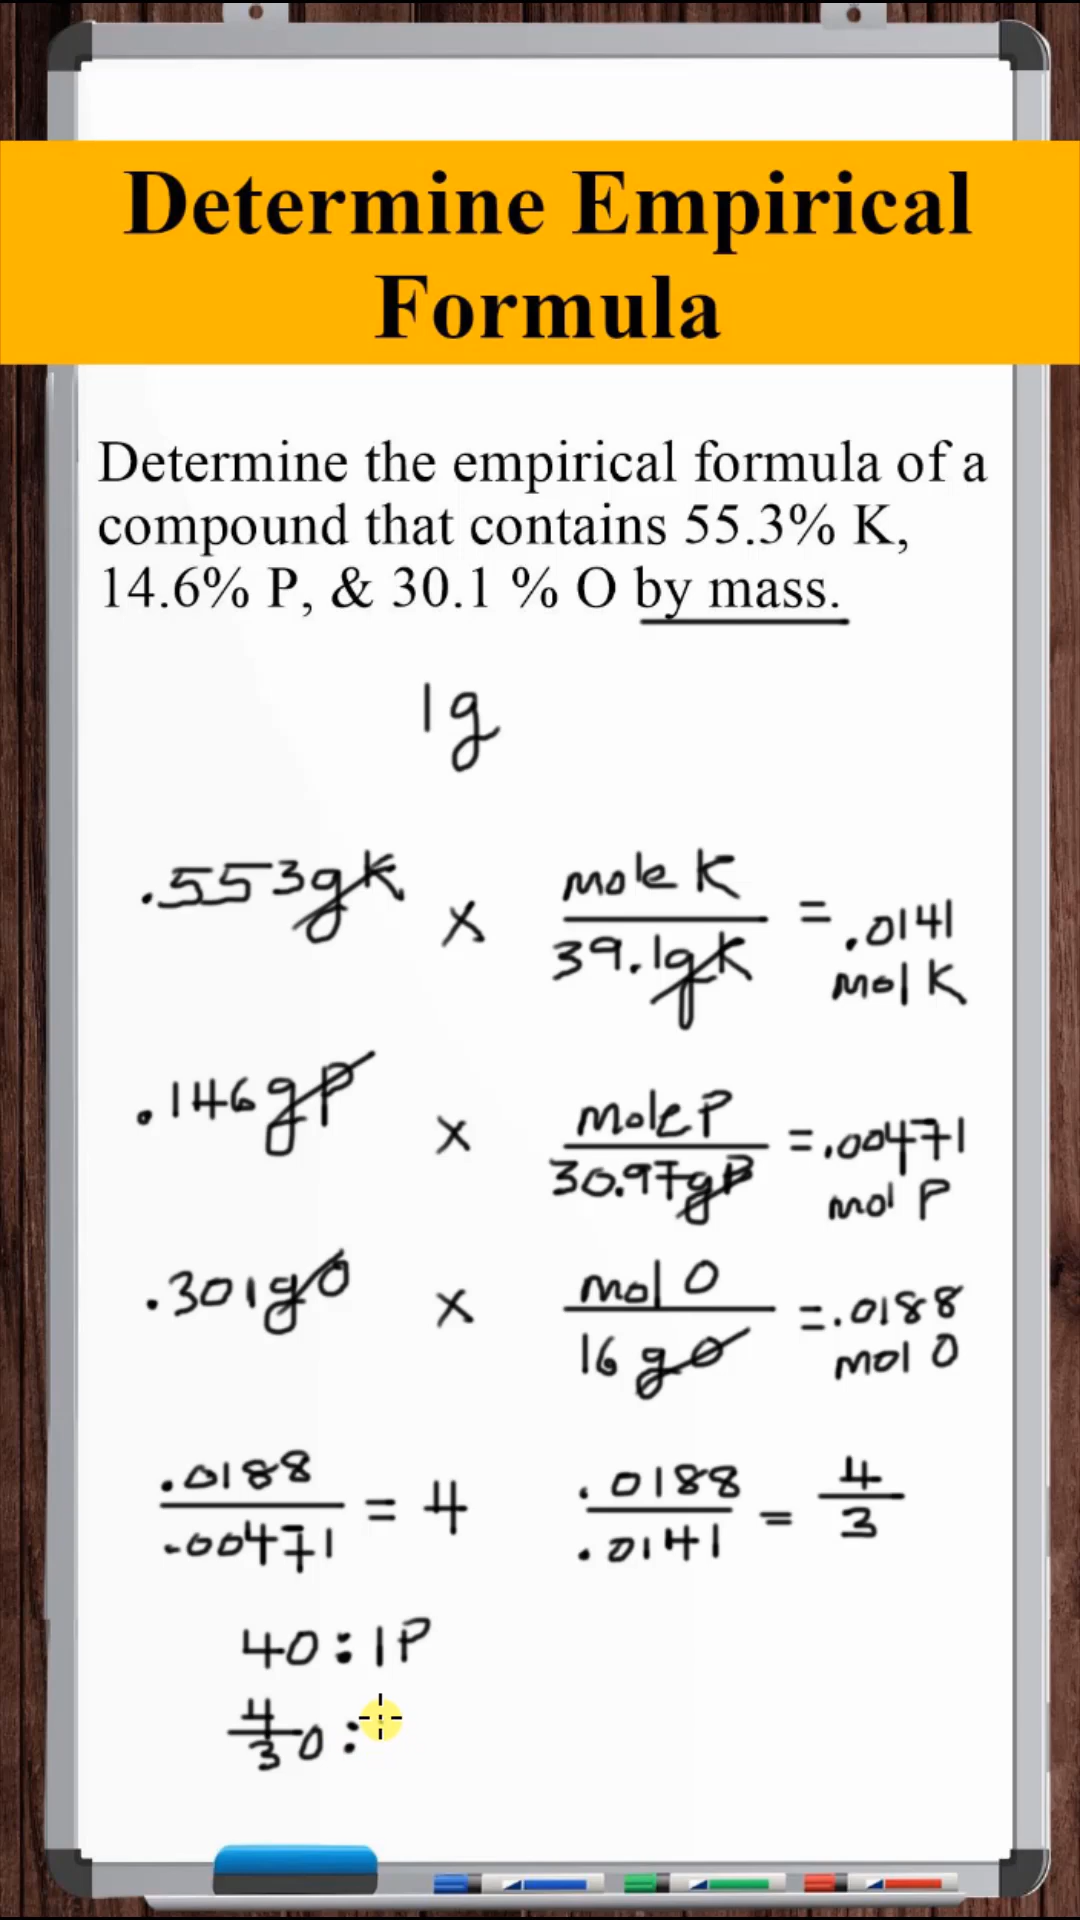 Determine Empirical
Formula
Determine the empirical formula of a
compound that contains 55.3% K,
14.6% P, & 30.1 % O by mass.
1g
.553gK x mole K / 39.1gK = .0141 mol K
.146gP x mole P / 30.97gP = .00471 mol P
.301gO x mol O / 16 gO = .0188 mol O
.0188 / .00471 = 4 .0188 / .0141 = 4/3
4O : 1P
4/3 O :